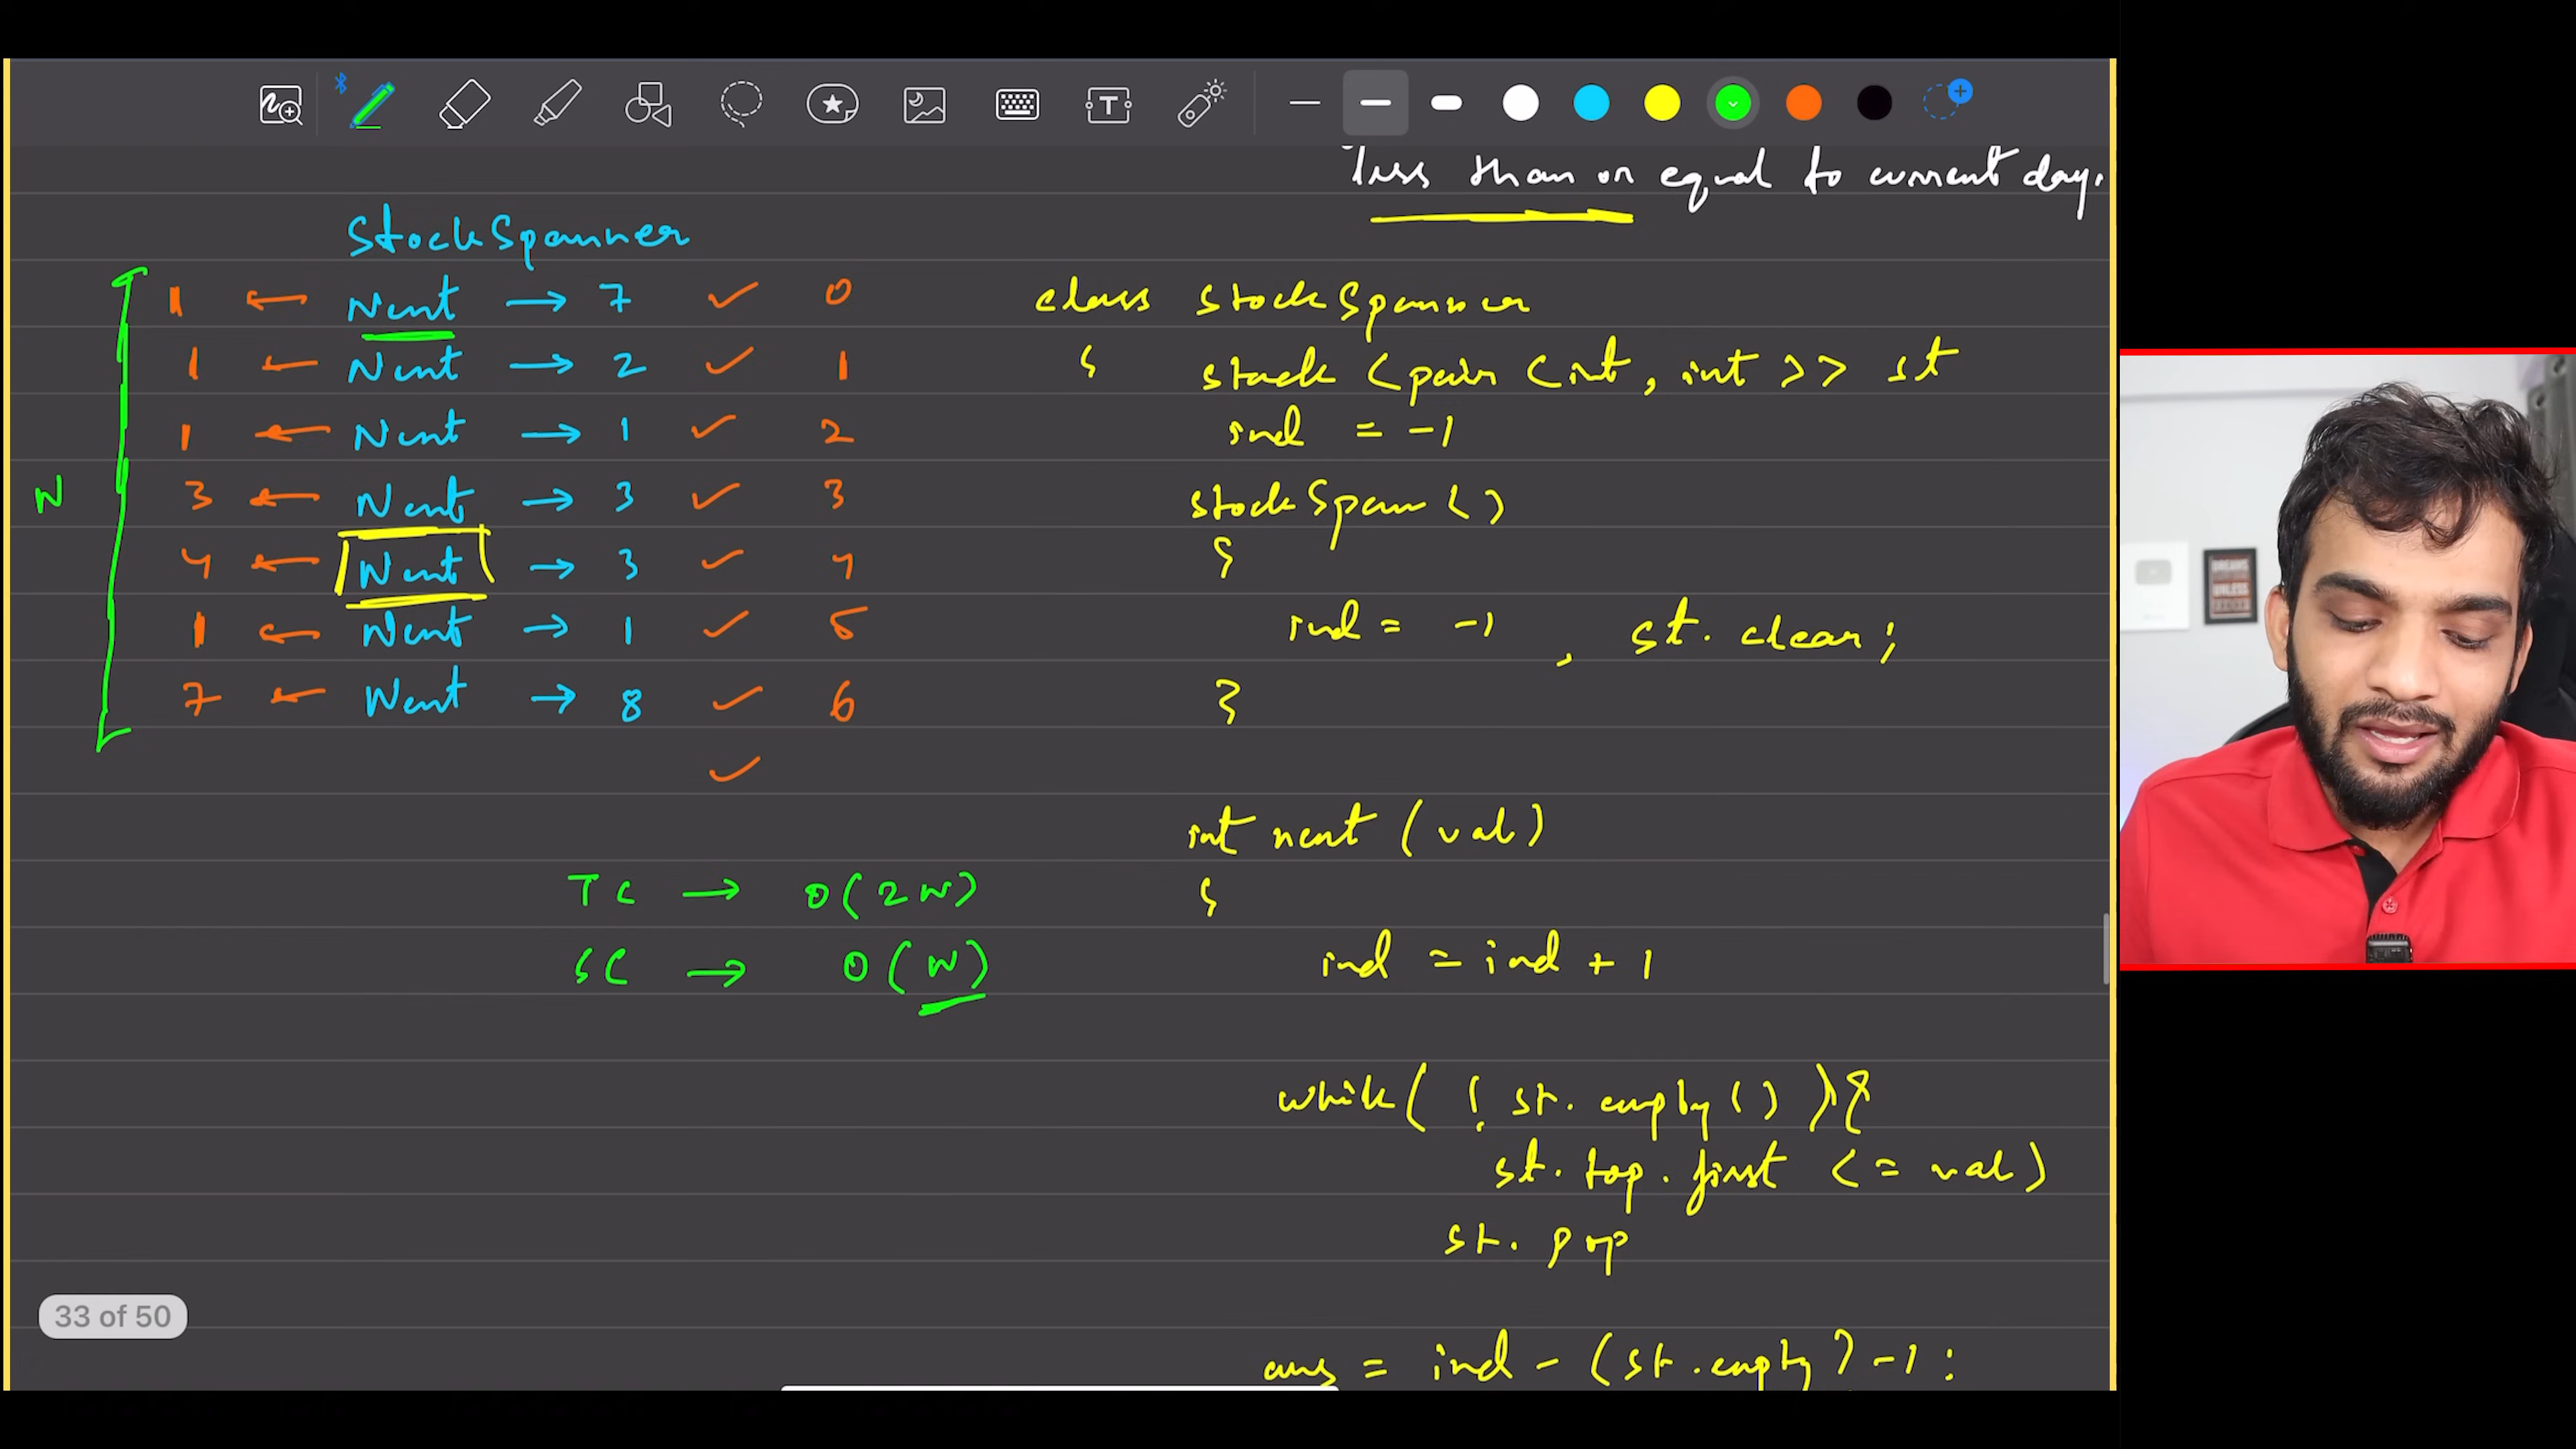 less than or equal to current day.
StockSpanner
1 ← Next → 7 ✓ 0
1 ← Next → 2 ✓ 1
1 ← Next → 1 ✓ 2
3 ← Next → 3 ✓ 3
4 ← Next → 3 ✓ 4
1 ← Next → 1 ✓ 5
7 ← Next → 8 ✓ 6
✓
N
TC → O(2N)
SC → O(N)
class StockSpanner
{ stack <pair <int, int >> st
ind = -1
stockSpan ()
{
ind = -1 , st. clear;
}
int next (val)
{
ind = ind + 1
while( ! st. empty () ){
st. top. first <= val)
st. pop
ans = ind - (st. empty? -1 :
33 of 50
T